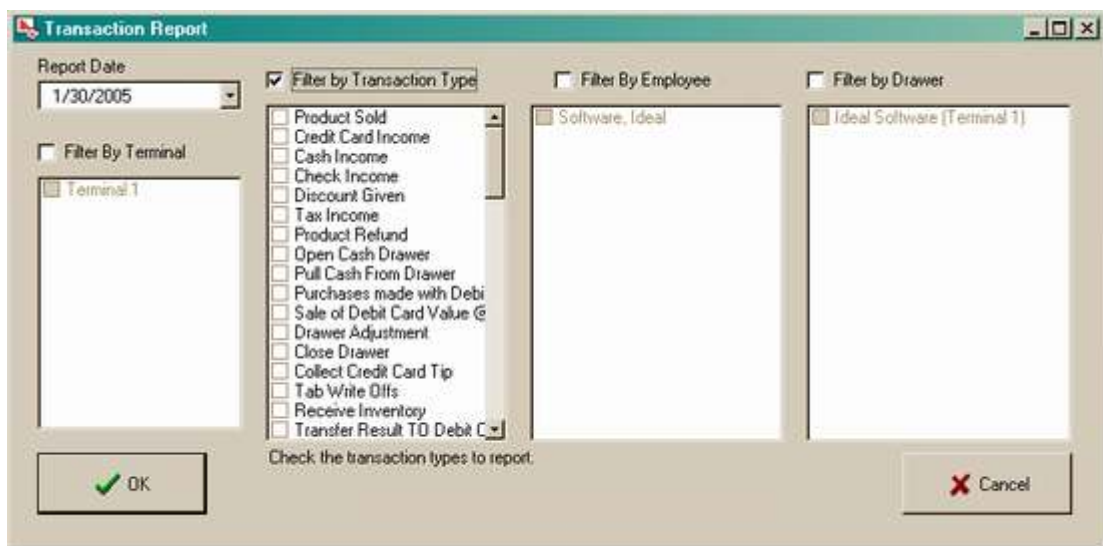 Transaction Report
Report Date
1/30/2005
Filter By Terminal
Terminal 1
Filter by Transaction Type
Product Sold
Credit Card Income
Cash Income
Check Income
Discount Given
Tax Income
Product Refund
Open Cash Drawer
Pull Cash From Drawer
Purchases made with Debi
Sale of Debit Card Value @
Drawer Adjustment
Close Drawer
Collect Credit Card Tip
Tab Write Offs
Receive Inventory
Transfer Result TO Debit C
Check the transaction types to report.
Filter By Employee
Software, Ideal
Filter by Drawer
Ideal Software (Terminal 1)
OK
Cancel